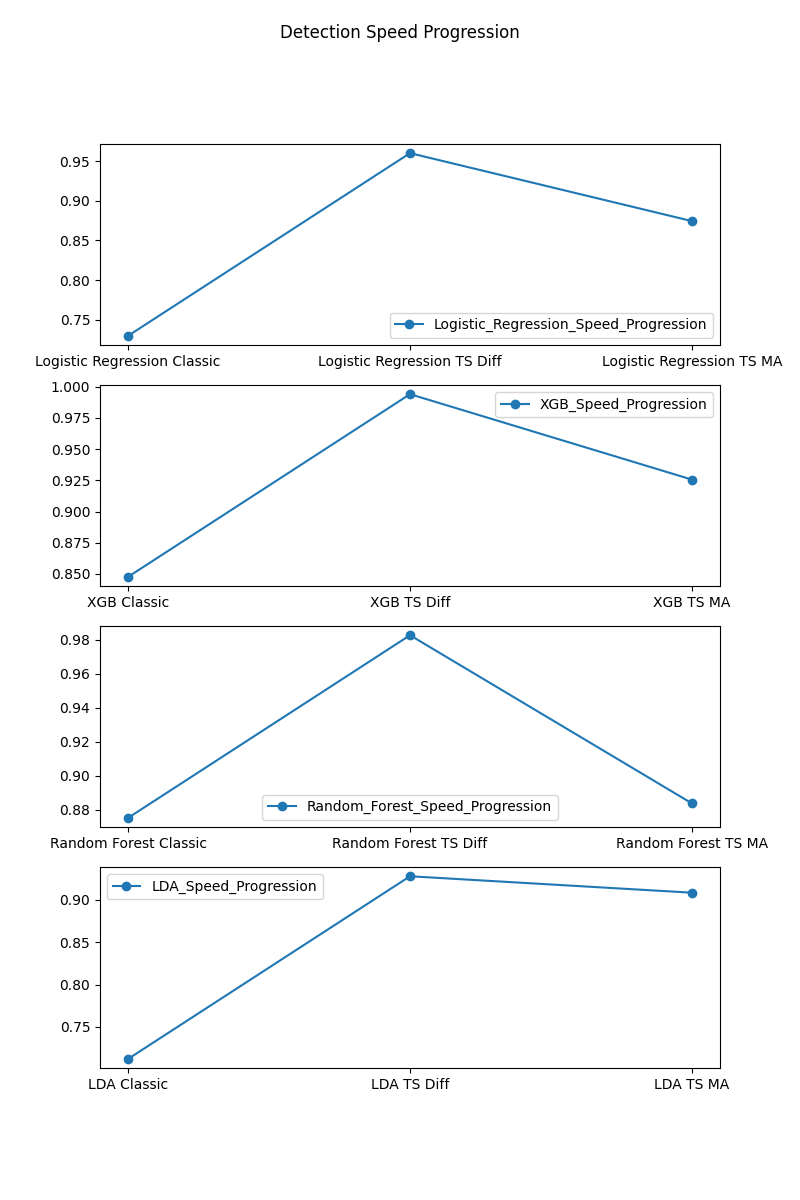 Detection Speed Progression
0.95
0.90
0.85
0.80
0.75
Logistic_Regression_Speed_Progression
Logistic Regression Classic Logistic Regression TS Diff Logistic Regression TS MA
1.000
0.975
0.950
0.925
0.900
0.875
0.850
XGB_Speed_Progression
XGB Classic XGB TS Diff XGB TS MA
0.98
0.96
0.94
0.92
0.90
0.88
Random_Forest_Speed_Progression
Random Forest Classic Random Forest TS Diff Random Forest TS MA
LDA_Speed_Progression
0.90
0.85
0.80
0.75
LDA Classic LDA TS Diff LDA TS MA